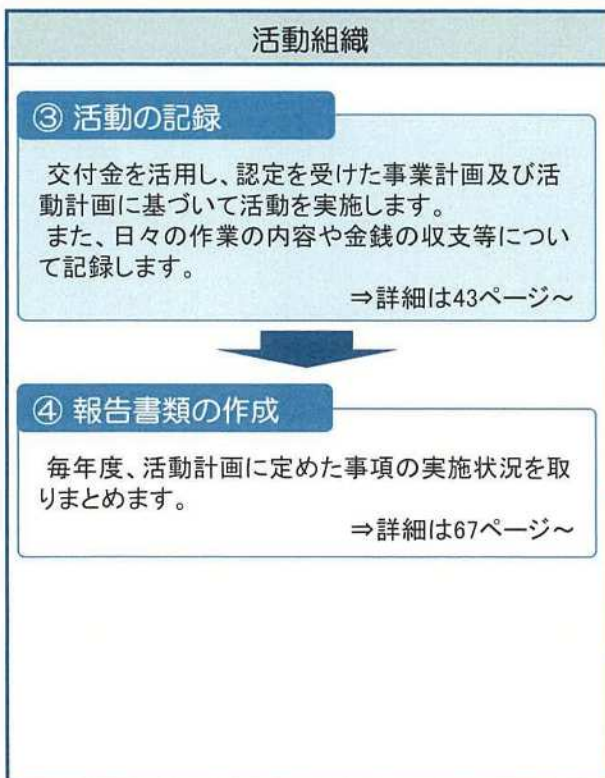 活動組織
③ 活動の記録
交付金を活用し、認定を受けた事業計画及び活
動計画に基づいて活動を実施します。
また、日々の作業の内容や金銭の収支等につい
て記録します。
⇒詳細は43ページ～
④ 報告書類の作成
毎年度、活動計画に定めた事項の実施状況を取
りまとめます。
⇒詳細は67ページ～